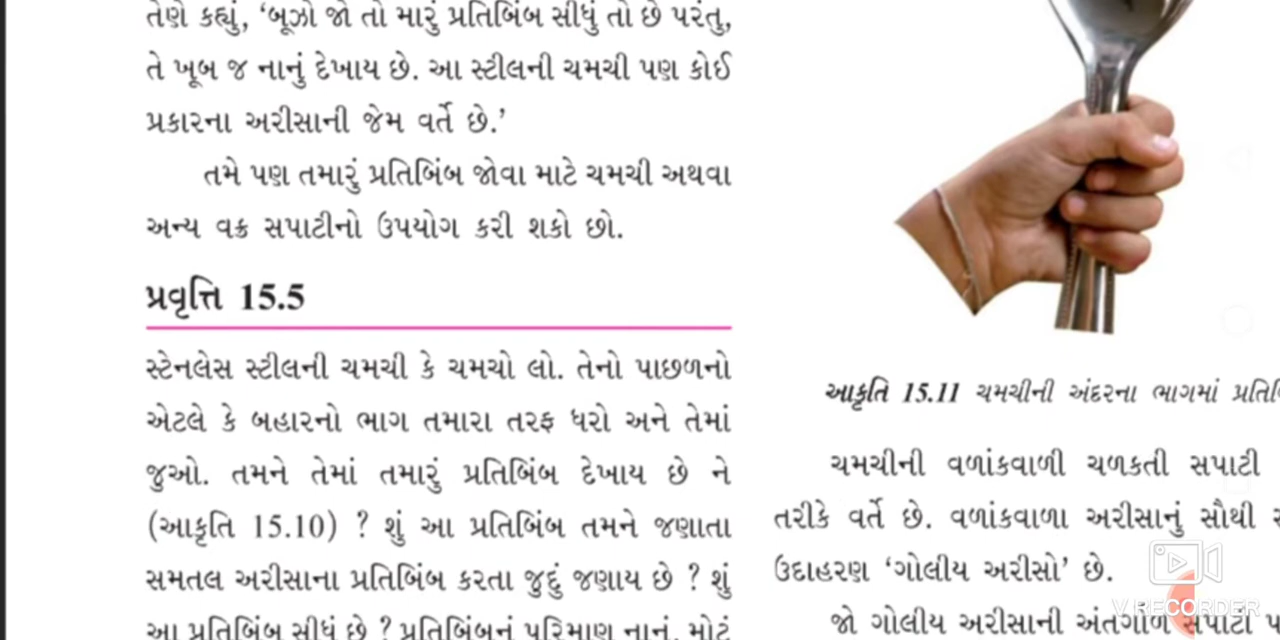 તેણે કહ્યું, ‘બૂઝો જો તો મારું પ્રતિબિંબ સીધું તો છે પરંતુ,
તે ખૂબ જ નાનું દેખાય છે. આ સ્ટીલની ચમચી પણ કોઈ
પ્રકારના અરીસાની જેમ વર્તે છે.’
તમે પણ તમારું પ્રતિબિંબ જોવા માટે ચમચી અથવા
અન્ય વક્ર સપાટીનો ઉપયોગ કરી શકો છો.
પ્રવૃત્તિ 15.5
સ્ટેનલેસ સ્ટીલની ચમચી કે ચમચો લો. તેનો પાછળનો
એટલે કે બહારનો ભાગ તમારા તરફ ધરો અને તેમાં
જુઓ. તમને તેમાં તમારું પ્રતિબિંબ દેખાય છે ને
(આકૃતિ 15.10) ? શું આ પ્રતિબિંબ તમને જણાતા
સમતલ અરીસાના પ્રતિબિંબ કરતા જુદું જણાય છે ? શું
આ પ્રતિબિંબ સીધું છે ? પ્રતિબિંબનું પરિમાણ નાનું, મોટું
આકૃતિ 15.11 ચમચીની અંદરના ભાગમાં
ચમચીની વળાંકવાળી ચળકતી સપાટી
તરીકે વર્તે છે. વળાંકવાળા અરીસાનું સૌથી
ઉદાહરણ ‘ગોલીય અરીસો’ છે.
જો ગોલીય અરીસાની અંતર્ગોળ સપાટી
V RECORDER